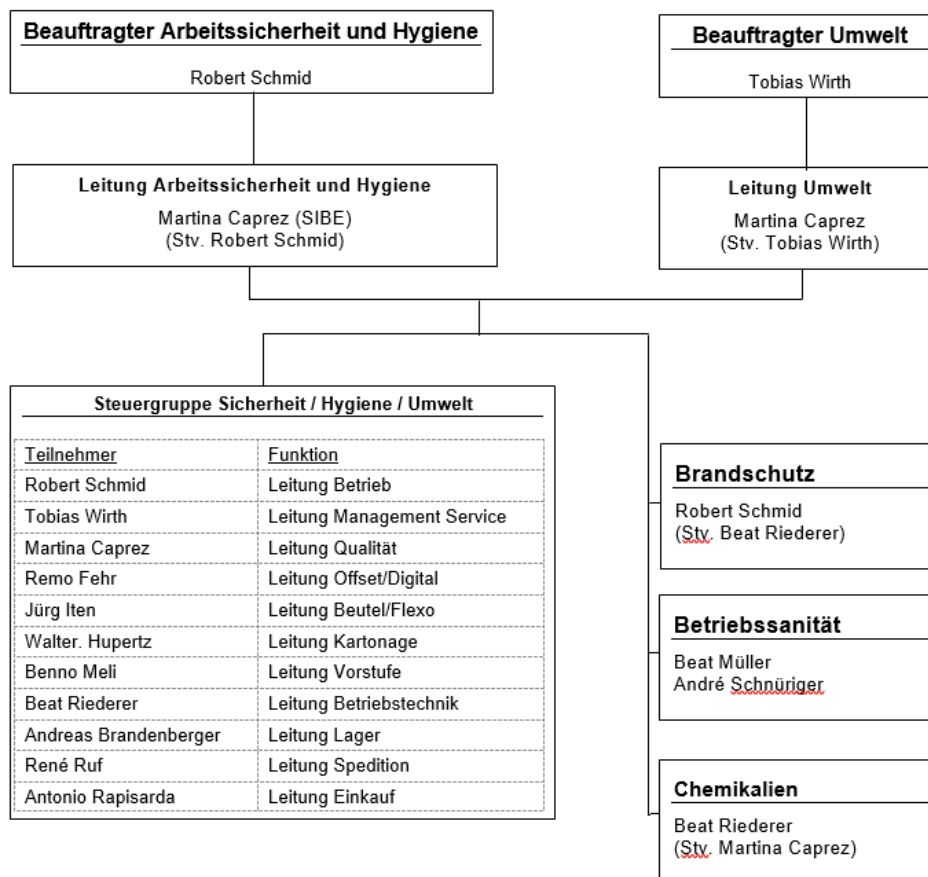 Beauftragter Arbeitssicherheit und Hygiene
Robert Schmid
Beauftragter Umwelt
Tobias Wirth
Leitung Arbeitssicherheit und Hygiene
Martina Caprez (SIBE)
(Stv. Robert Schmid)
Leitung Umwelt
Martina Caprez
(Stv. Tobias Wirth)
Steuergruppe Sicherheit / Hygiene / Umwelt
Teilnehmer Funktion
Robert Schmid Leitung Betrieb
Tobias Wirth Leitung Management Service
Martina Caprez Leitung Qualität
Remo Fehr Leitung Offset/Digital
Jürg Iten Leitung Beutel/Flexo
Walter. Hupertz Leitung Kartonage
Benno Meli Leitung Vorstufe
Beat Riederer Leitung Betriebstechnik
Andreas Brandenberger Leitung Lager
René Ruf Leitung Spedition
Antonio Rapisarda Leitung Einkauf
Brandschutz
Robert Schmid
(Stv. Beat Riederer)
Betriebssanität
Beat Müller
André Schnüriger
Chemikalien
Beat Riederer
(Stv. Martina Caprez)